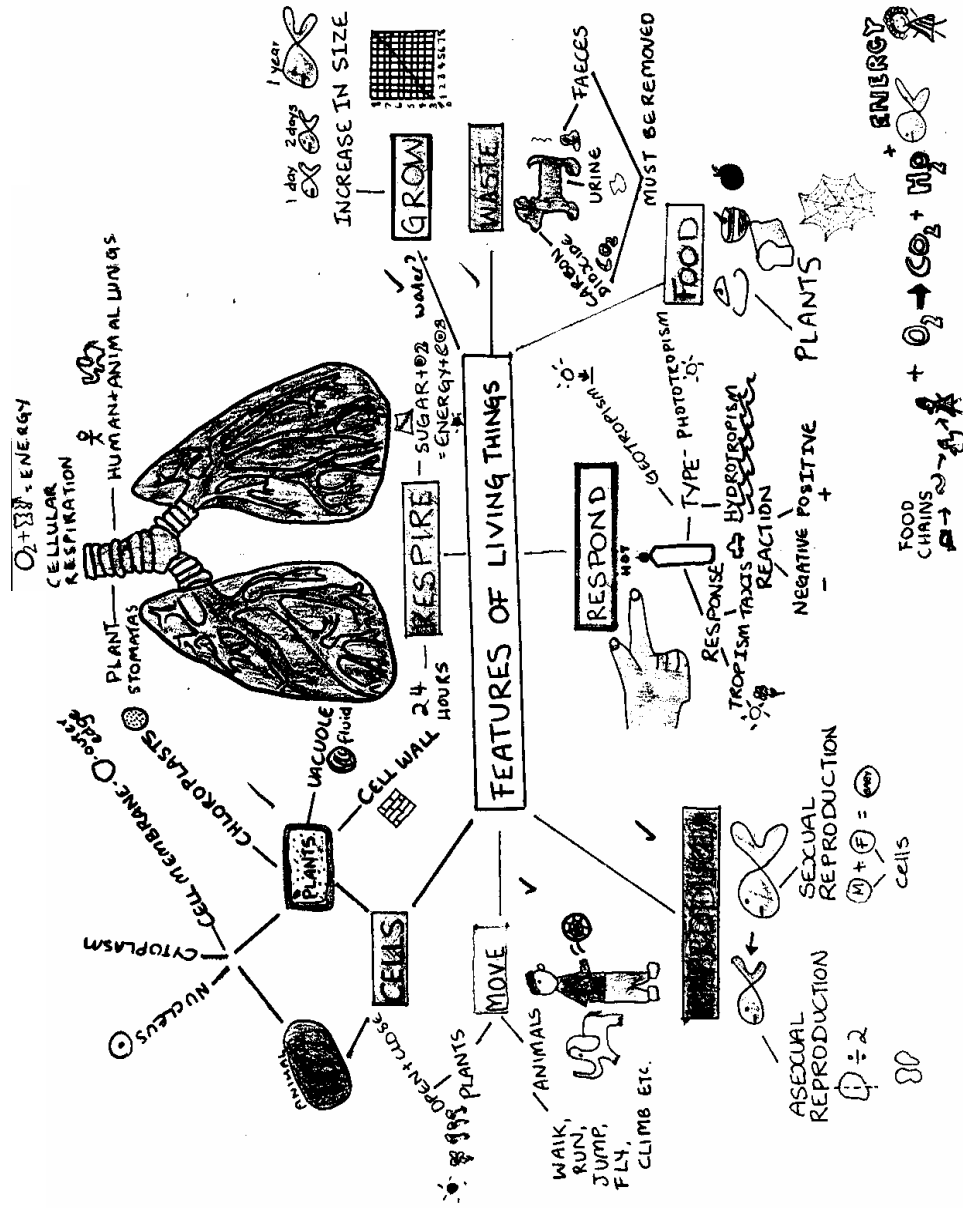 FEATURES OF LIVING THINGS
CELLS
PLANTS
ANIMAL
NUCLEUS
CYTOPLASM
CELL MEMBRANE - outer
edge
CHLOROPLASTS
VACUOLE
fluid
CELL WALL
RESPIRE
24
HOURS
SUGAR + O2
= ENERGY + CO2
water?
PLANT
STOMATAS
HUMAN + ANIMAL LUNGS
CELLULAR
RESPIRATION
O2 +
= ENERGY
GROW
INCREASE IN SIZE
1 day
2 days
1 year
WASTE
FAECES
URINE
CARBON
DIOXIDE
CO2
MUST BE REMOVED
FOOD
PLANTS
FOOD
CHAINS
+ O2 → CO2 + H2O + ENERGY
RESPOND
HOT
RESPONSE
TYPE - PHOTOTROPISM
GEOTROPISM
HYDROTROPISM
TROPISM TAXIS
REACTION
NEGATIVE POSITIVE
- +
MOVE
PLANTS
OPEN + CLOSE
ANIMALS
WALK,
RUN,
JUMP,
FLY,
CLIMB ETC.
ASEXUAL
REPRODUCTION
÷ 2
SEXUAL
REPRODUCTION
M + F =
cells